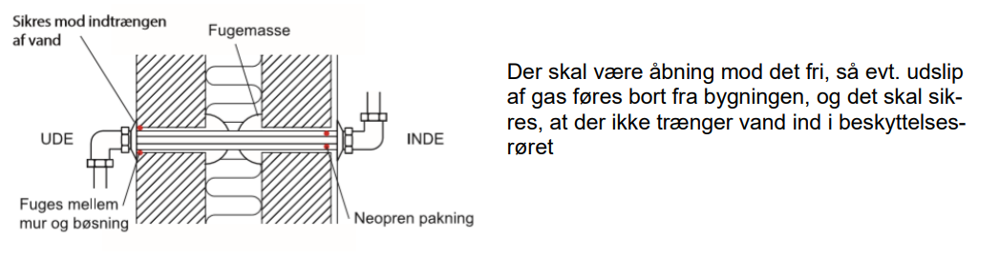 Sikres mod indtrængen
af vand
Fugemasse
UDE
INDE
Fuges mellem
mur og bøsning
Neopren pakning
Der skal være åbning mod det fri, så evt. udslip
af gas føres bort fra bygningen, og det skal sik-
res, at der ikke trænger vand ind i beskyttelses-
røret